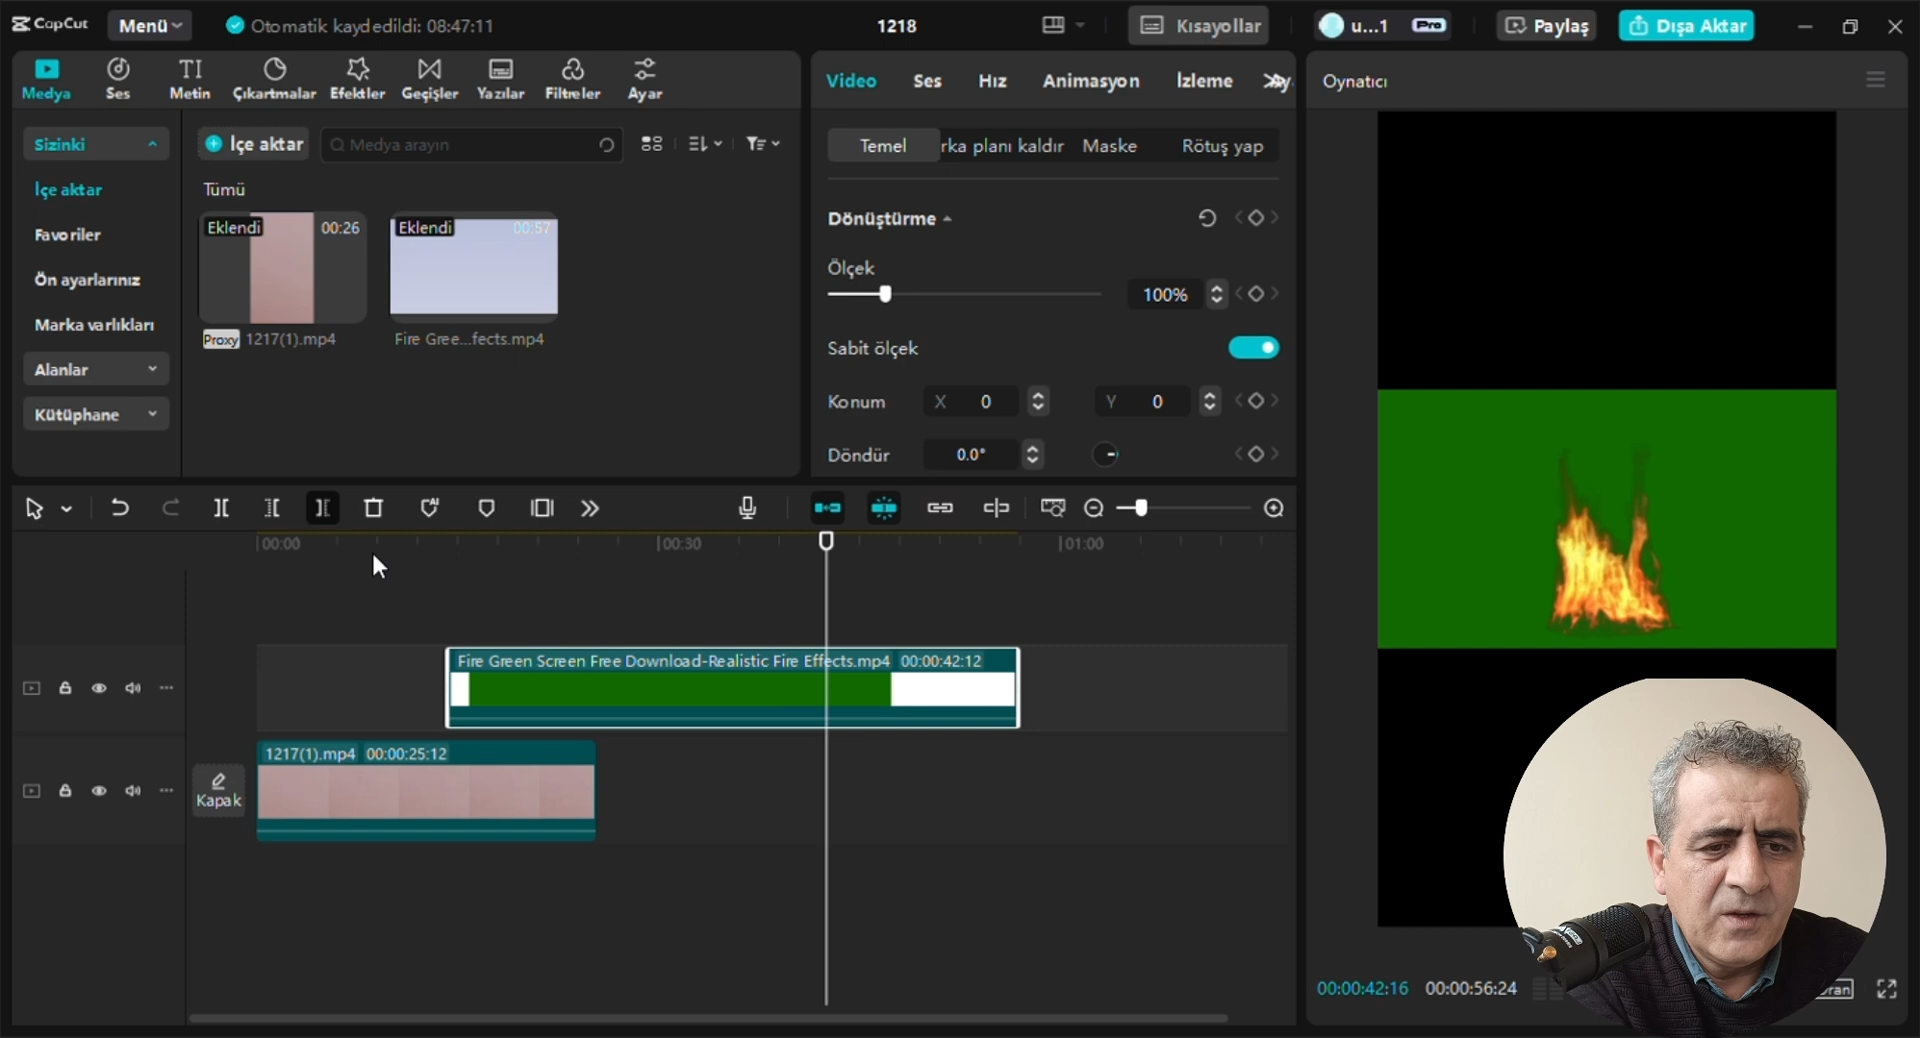 CapCut
Menü
Otomatik kaydedildi: 08:47:11
1218
Kısayollar
u...1
Pro
Paylaş
Dışa Aktar
Medya
Ses
Metin
Çıkartmalar
Efektler
Geçişler
Yazılar
Filtreler
Ayar
Sizinki
İçe aktar
Favoriler
Ön ayarlarınız
Marka varlıkları
Alanlar
Kütüphane
İçe aktar
Medya arayın
Tümü
Eklendi 00:26
Eklendi 00:57
Proxy 1217(1).mp4
Fire Gree...fects.mp4
Video
Ses
Hız
Animasyon
İzleme
Temel
rka planı kaldır
Maske
Rötuş yap
Dönüştürme
Ölçek
100%
Sabit ölçek
Konum X 0 Y 0
Döndür 0.0°
Oynatıcı
00:00
00:30
01:00
Fire Green Screen Free Download-Realistic Fire Effects.mp4 00:00:42:12
1217(1).mp4 00:00:25:12
Kapak
00:00:42:16 00:00:56:24